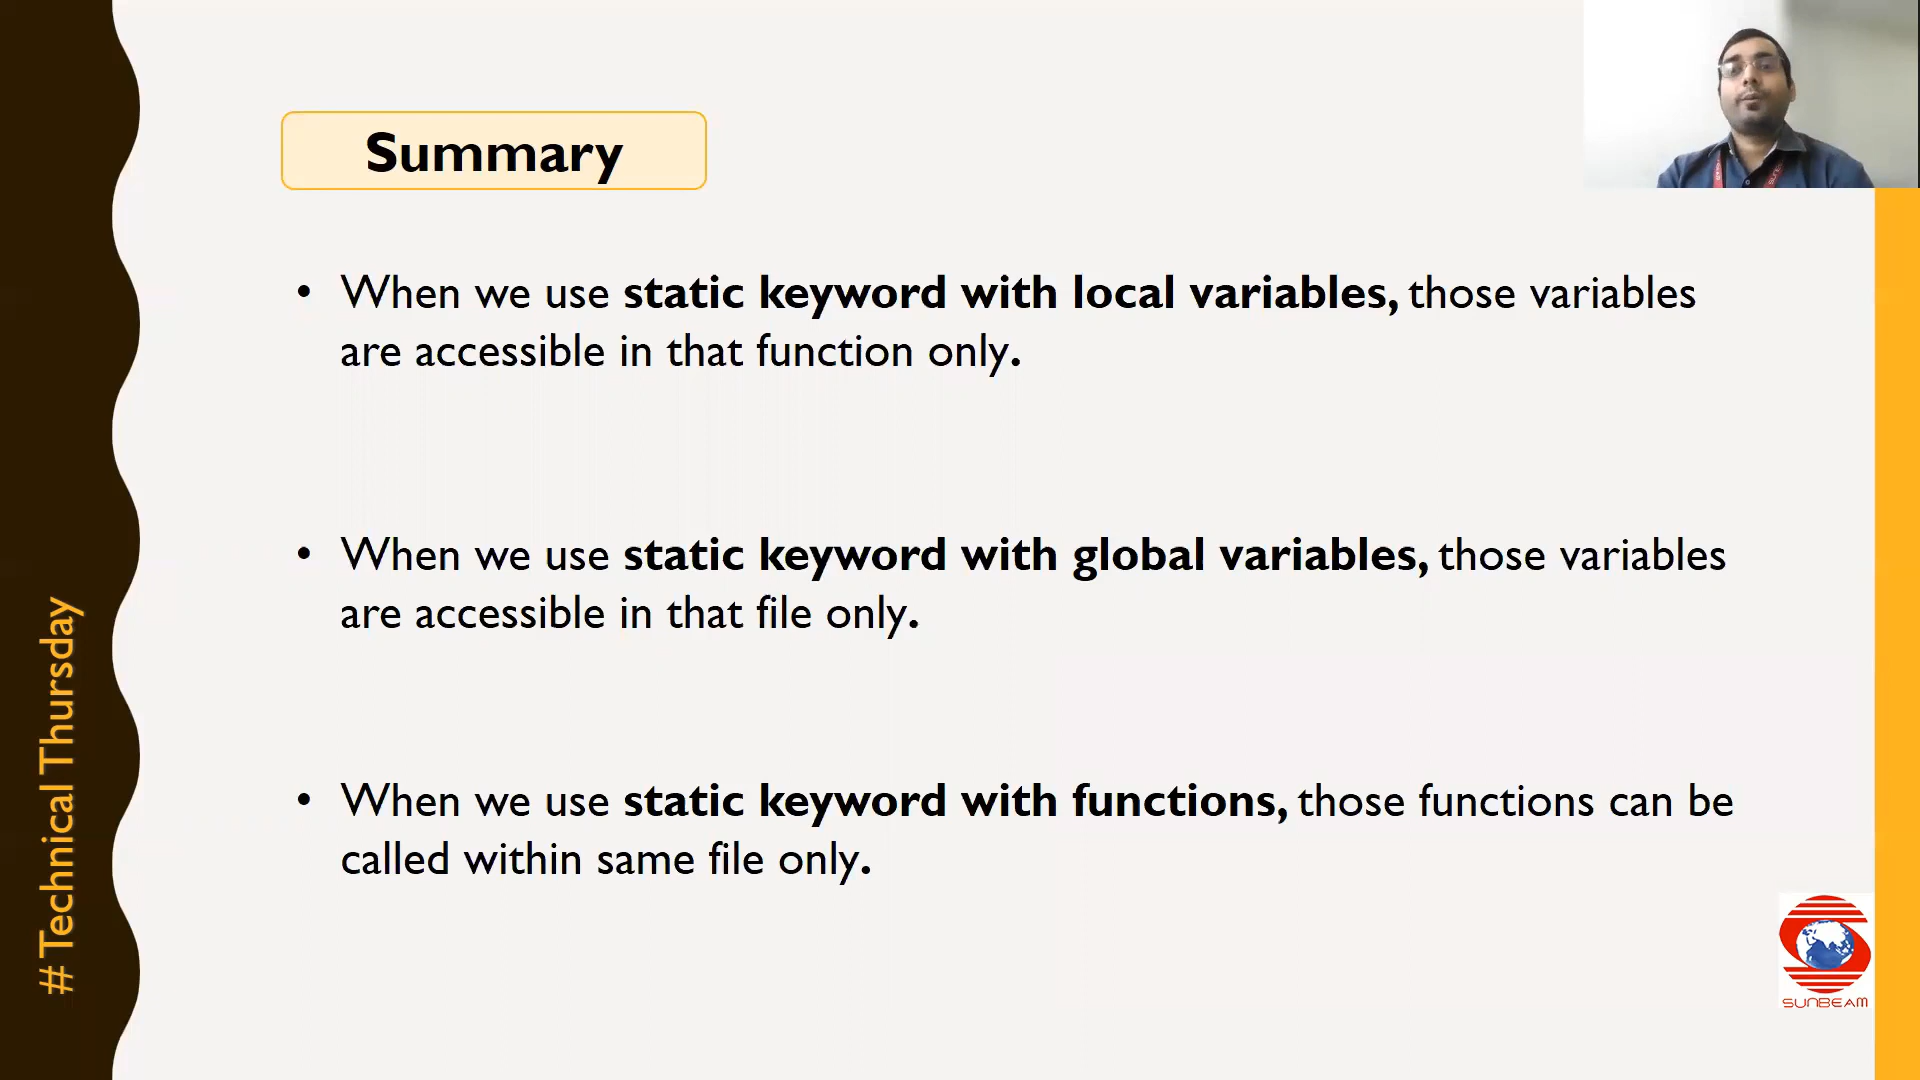 Summary
• When we use static keyword with local variables, those variables
are accessible in that function only.
• When we use static keyword with global variables, those variables
are accessible in that file only.
• When we use static keyword with functions, those functions can be
called within same file only.
# Technical Thursday
SUNBEAM